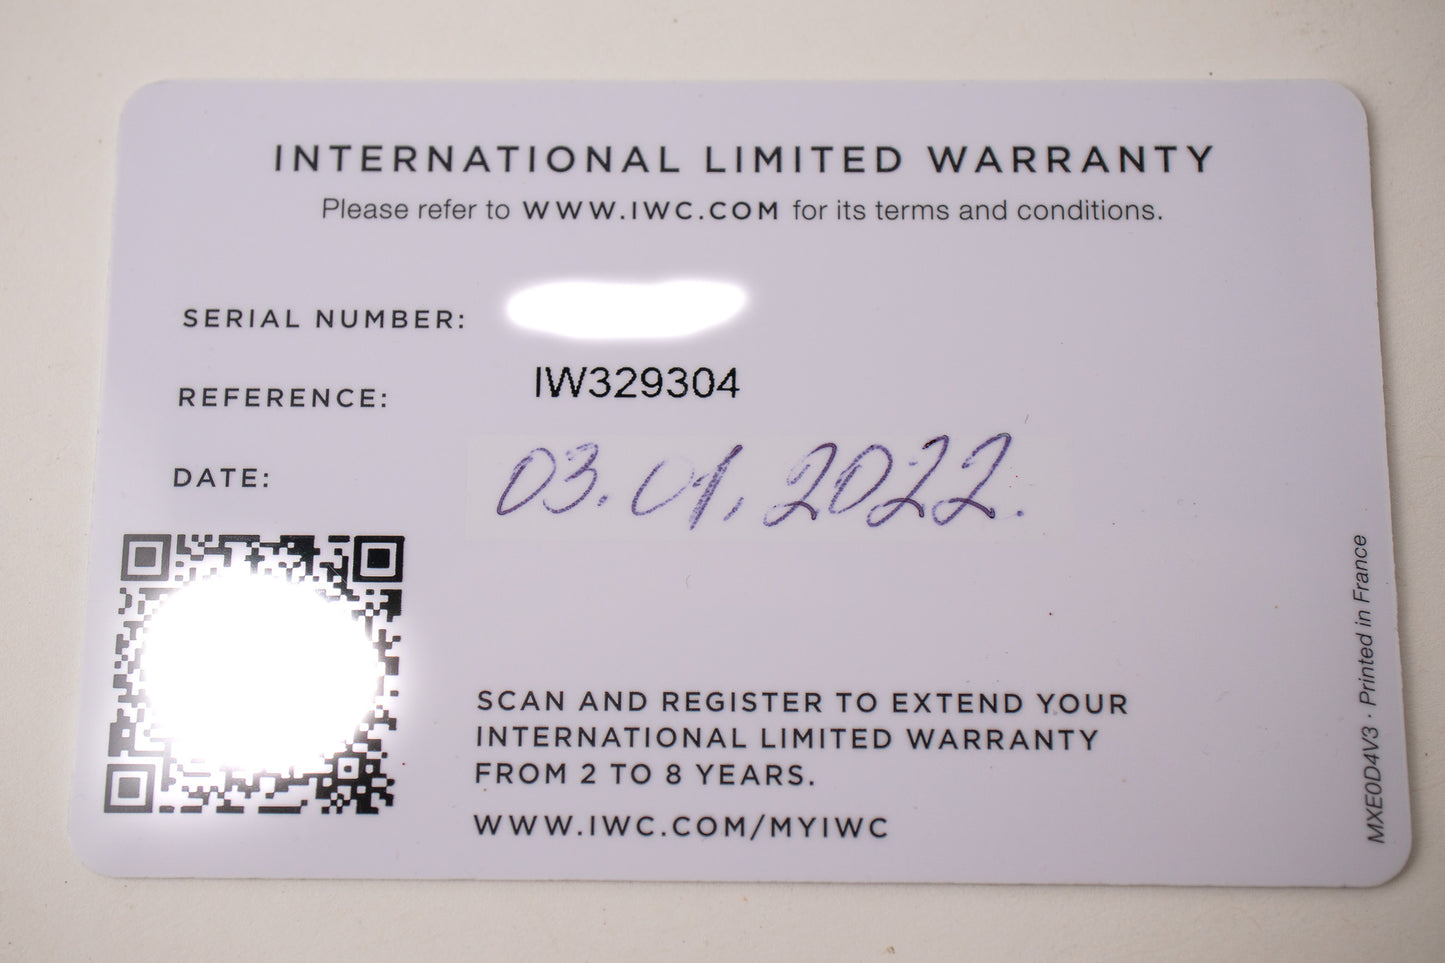 INTERNATIONAL LIMITED WARRANTY
Please refer to WWW.IWC.COM for its terms and conditions.
SERIAL NUMBER:
REFERENCE: IW329304
DATE: 03.01.2022.
SCAN AND REGISTER TO EXTEND YOUR
INTERNATIONAL LIMITED WARRANTY
FROM 2 TO 8 YEARS.
WWW.IWC.COM/MYIWC
MXE0D4V3 · Printed in France